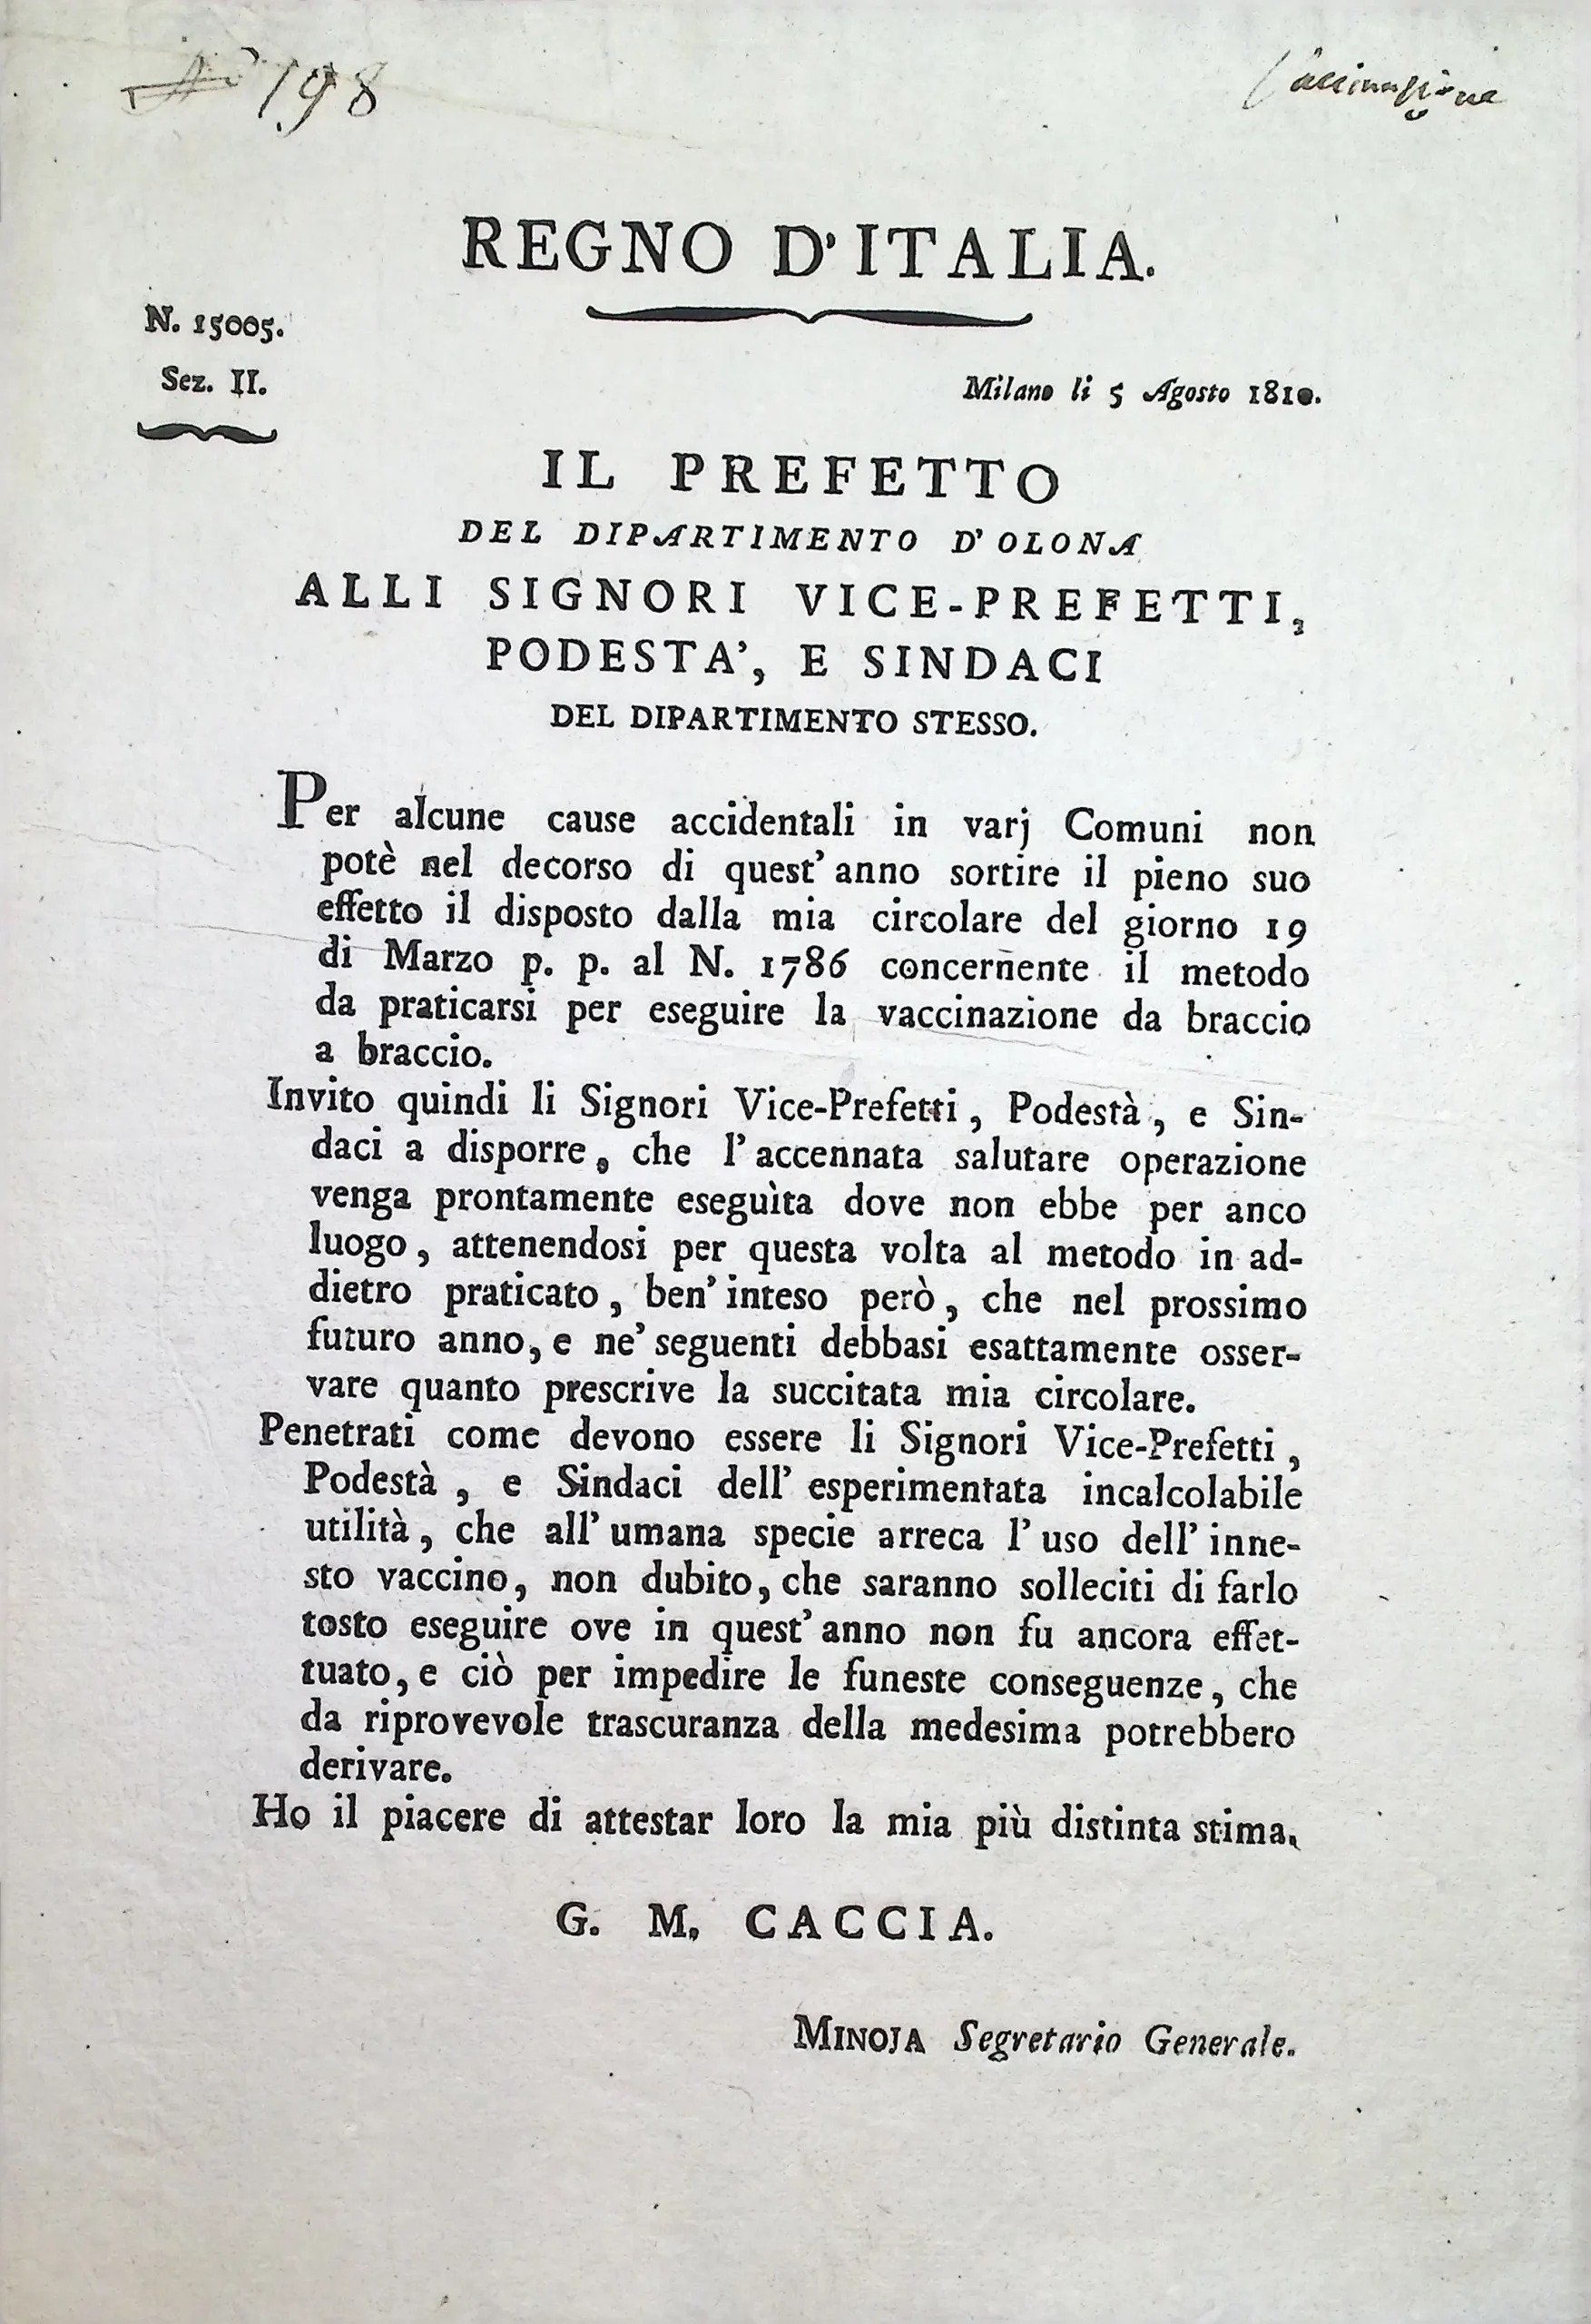 N° 198
Vaccinazione
REGNO D'ITALIA.
N. 15005.
Sez. II.
Milano li 5 Agosto 1810.
IL PREFETTO
DEL DIPARTIMENTO D'OLONA
ALLI SIGNORI VICE-PREFETTI,
PODESTA', E SINDACI
DEL DIPARTIMENTO STESSO.
Per alcune cause accidentali in varj Comuni non
potè nel decorso di quest'anno sortire il pieno suo
effetto il disposto dalla mia circolare del giorno 19
di Marzo p. p. al N. 1786 concernente il metodo
da praticarsi per eseguire la vaccinazione da braccio
a braccio.
Invito quindi li Signori Vice-Prefetti, Podestà, e Sin-
daci a disporre, che l'accennata salutare operazione
venga prontamente eseguìta dove non ebbe per anco
luogo, attenendosi per questa volta al metodo in ad-
dietro praticato, ben'inteso però, che nel prossimo
futuro anno, e ne'seguenti debbasi esattamente osser-
vare quanto prescrive la succitata mia circolare.
Penetrati come devono essere li Signori Vice-Prefetti,
Podestà, e Sindaci dell'esperimentata incalcolabile
utilità, che all'umana specie arreca l'uso dell'inne-
sto vaccino, non dubito, che saranno solleciti di farlo
tosto eseguire ove in quest'anno non fu ancora effet-
tuato, e ciò per impedire le funeste conseguenze, che
da riprovevole trascuranza della medesima potrebbero
derivare.
Ho il piacere di attestar loro la mia più distinta stima.
G. M. CACCIA.
MINOJA Segretario Generale.